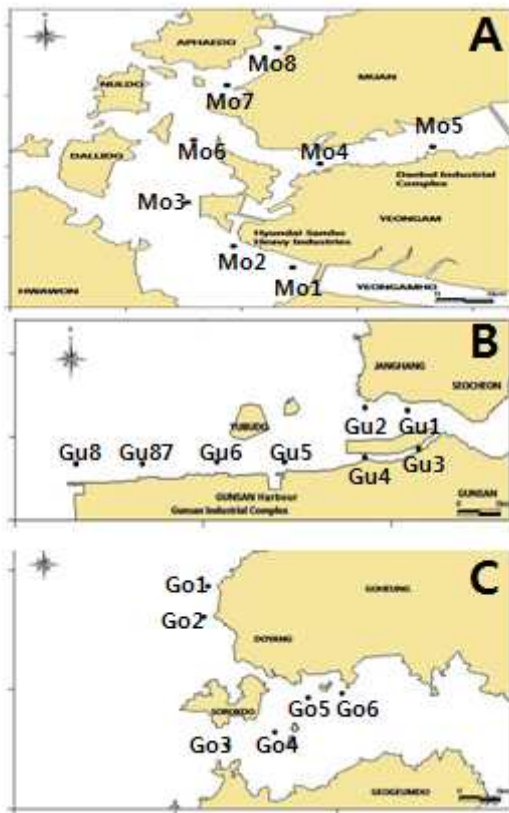 A
APHAEDO
Mo8
MUAN
NULDO
Mo7
Mo5
Mo6
Mo4
DALLIDO
Daebul Industrial
Complex
Mo3
YEONGAM
Hyundai Samho
Heavy Industries
Mo2
Mo1
HWAWON
YEONGAMHO
B
JANGHANG
SEOCHEON
YUBUDO
Gu2
Gu1
Gu8
Gu87
Gu6
Gu5
Gu4
Gu3
GUNSAN Harbour
GUNSAN
Gunsan Industrial Complex
C
Go1
GOHEUNG
Go2
DOYANG
SOROKDO
Go5
Go6
Go3
Go4
GEOGEUMDO